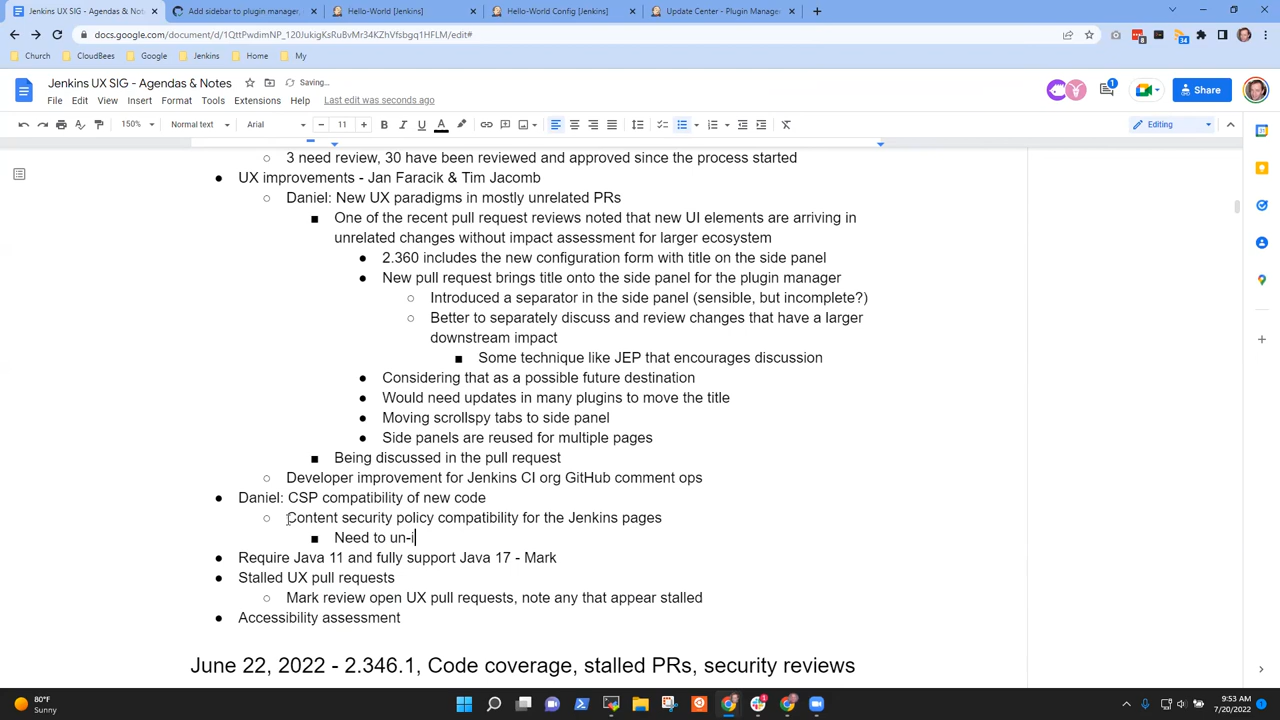 Jenkins UX SIG - Agendas & Notes
Add sidebar to plugin manager,
Hello-World [Jenkins]
Hello-World Config [Jenkins]
Update Center - Plugin Manage
docs.google.com/document/d/1QttPwdimNP_120JukigKsRuBvMr34KZhVfsbgq1HFLM/edit#
Church CloudBees Google Jenkins Home My
Jenkins UX SIG - Agendas & Notes Saving...
File Edit View Insert Format Tools Extensions Help Last edit was seconds ago
Share
150% Normal text Arial 11 Editing
3 need review, 30 have been reviewed and approved since the process started
UX improvements - Jan Faracik & Tim Jacomb
Daniel: New UX paradigms in mostly unrelated PRs
One of the recent pull request reviews noted that new UI elements are arriving in
unrelated changes without impact assessment for larger ecosystem
2.360 includes the new configuration form with title on the side panel
New pull request brings title onto the side panel for the plugin manager
Introduced a separator in the side panel (sensible, but incomplete?)
Better to separately discuss and review changes that have a larger
downstream impact
Some technique like JEP that encourages discussion
Considering that as a possible future destination
Would need updates in many plugins to move the title
Moving scrollspy tabs to side panel
Side panels are reused for multiple pages
Being discussed in the pull request
Developer improvement for Jenkins CI org GitHub comment ops
Daniel: CSP compatibility of new code
Content security policy compatibility for the Jenkins pages
Need to un-i
Require Java 11 and fully support Java 17 - Mark
Stalled UX pull requests
Mark review open UX pull requests, note any that appear stalled
Accessibility assessment
June 22, 2022 - 2.346.1, Code coverage, stalled PRs, security reviews
80°F
Sunny
9:53 AM
7/20/2022